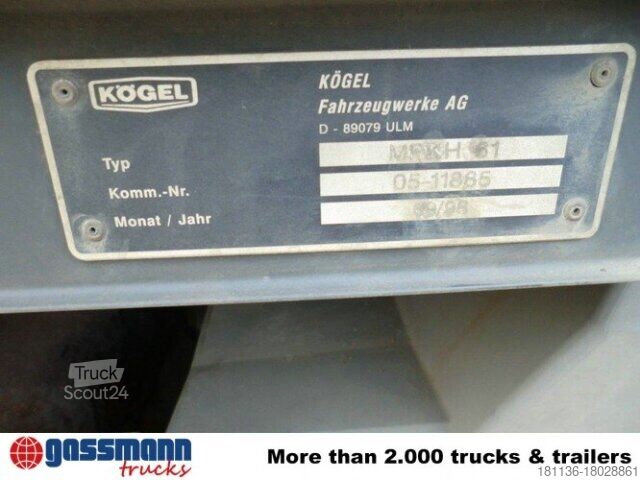 KÖGEL
KÖGEL
Fahrzeugwerke AG
D - 89079 ULM
Typ
Komm.-Nr. 05-11865
Monat / Jahr
Truck
Scout24
gassmann
trucks
More than 2.000 trucks & trailers
181136-18028861